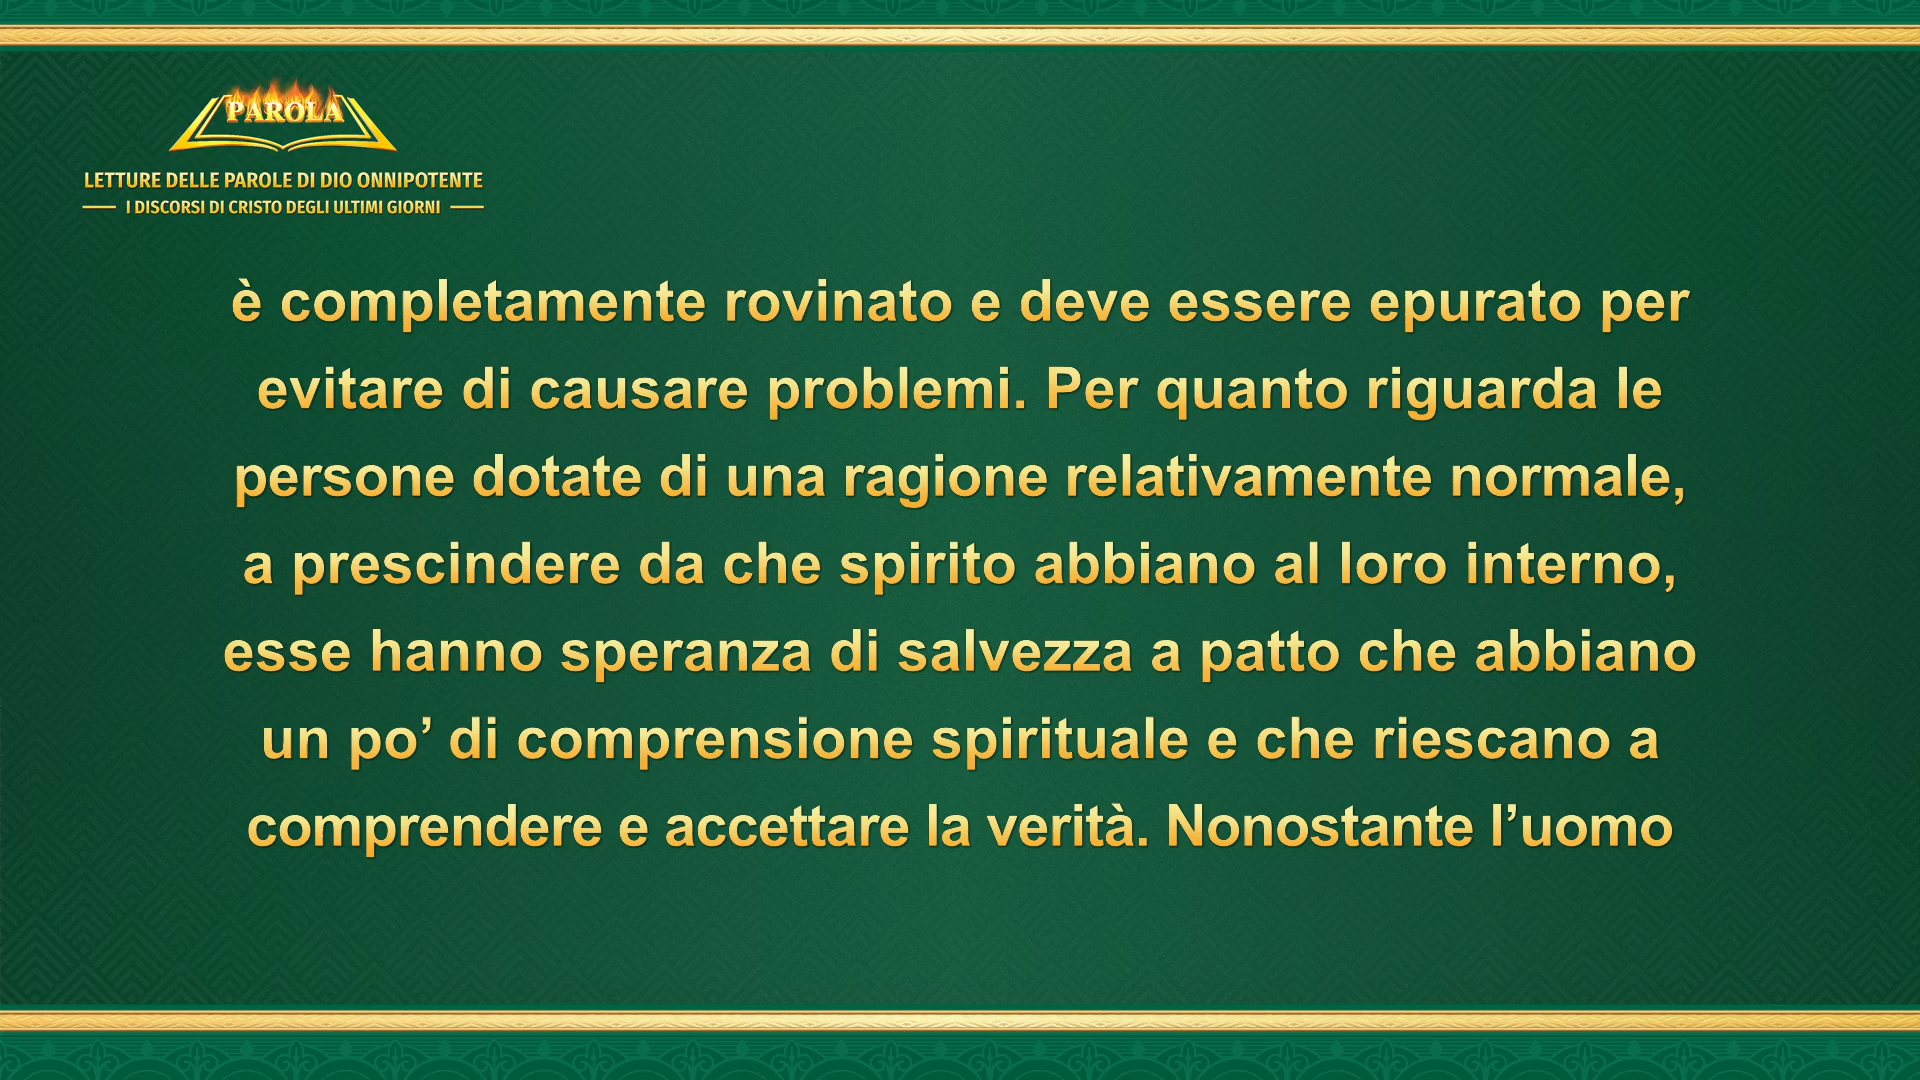 PAROLA
LETTURE DELLE PAROLE DI DIO ONNIPOTENTE
I DISCORSI DI CRISTO DEGLI ULTIMI GIORNI
è completamente rovinato e deve essere epurato per
evitare di causare problemi. Per quanto riguarda le
persone dotate di una ragione relativamente normale,
a prescindere da che spirito abbiano al loro interno,
esse hanno speranza di salvezza a patto che abbiano
un po’ di comprensione spirituale e che riescano a
comprendere e accettare la verità. Nonostante l’uomo